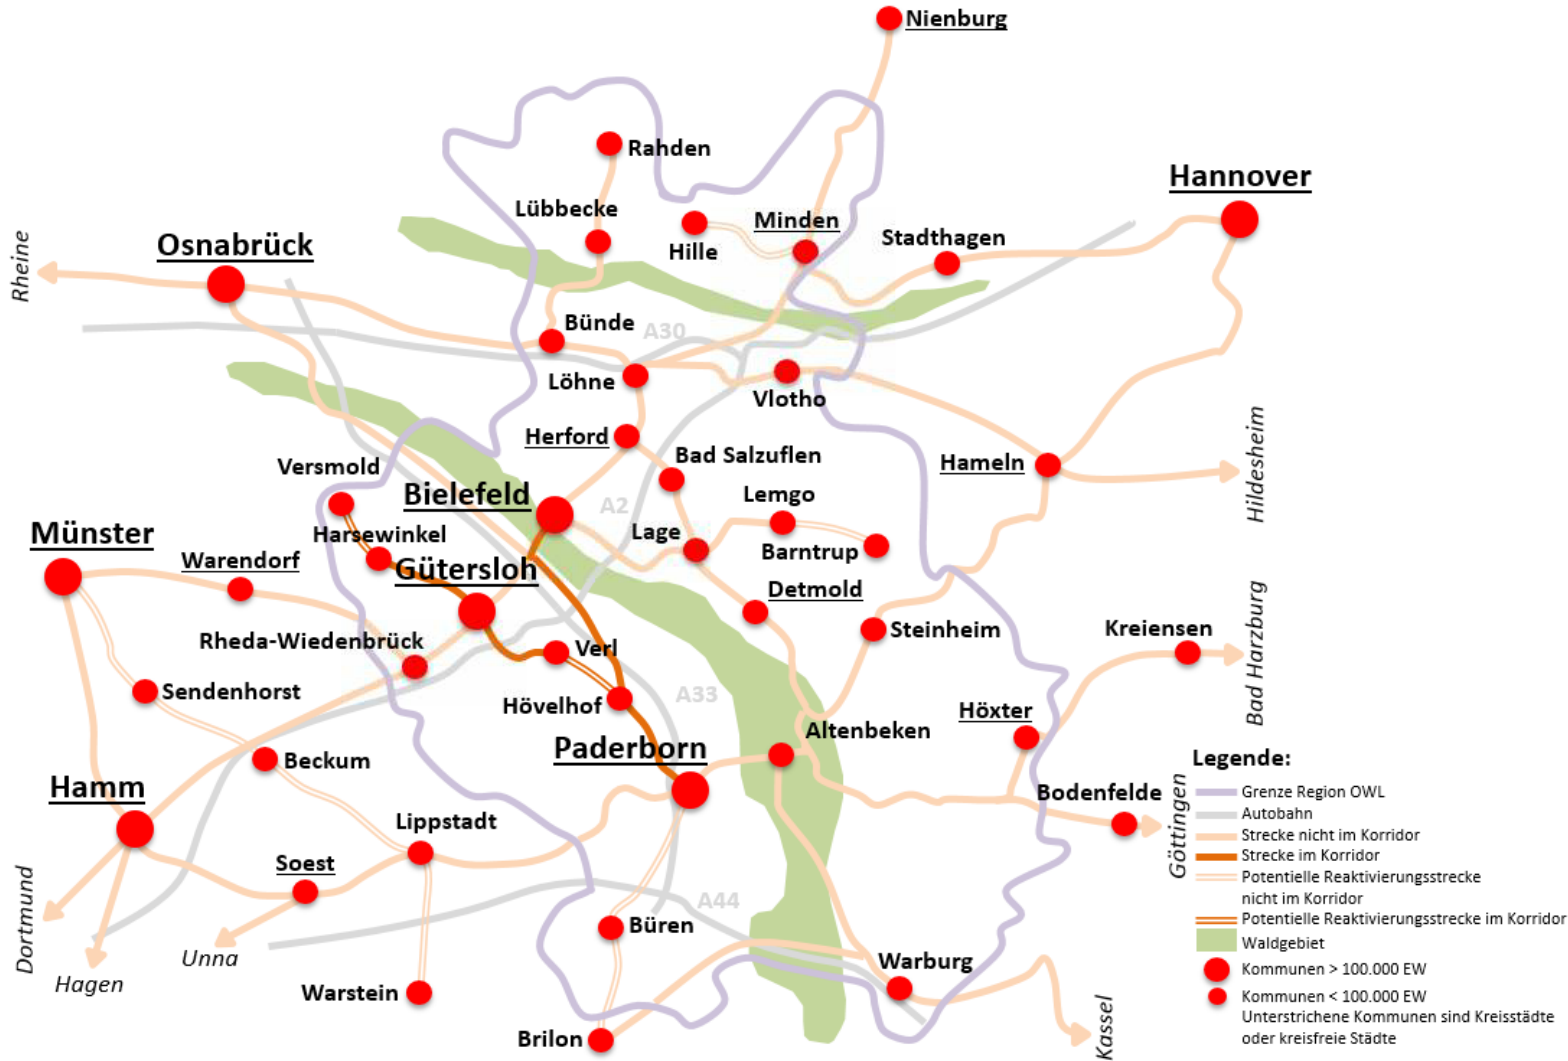 Nienburg
Rahden
Hannover
Lübbecke
Minden
Hille
Stadthagen
Osnabrück
Rheine
Bünde
A30
Löhne
Vlotho
Herford
Bad Salzuflen
Hameln
Hildesheim
Versmold
Bielefeld
A2
Lemgo
Harsewinkel
Lage
Barntrup
Münster
Warendorf
Gütersloh
Detmold
Steinheim
Kreiensen
Bad Harzburg
Rheda-Wiedenbrück
Verl
Sendenhorst
Hövelhof
A33
Höxter
Altenbeken
Paderborn
Beckum
Hamm
Bodenfelde
Göttingen
Lippstadt
Soest
Dortmund
Hagen
Unna
A44
Büren
Warstein
Warburg
Brilon
Kassel
Legende:
Grenze Region OWL
Autobahn
Strecke nicht im Korridor
Strecke im Korridor
Potentielle Reaktivierungsstrecke
nicht im Korridor
Potentielle Reaktivierungsstrecke im Korridor
Waldgebiet
Kommunen > 100.000 EW
Kommunen < 100.000 EW
Unterstrichene Kommunen sind Kreisstädte
oder kreisfreie Städte